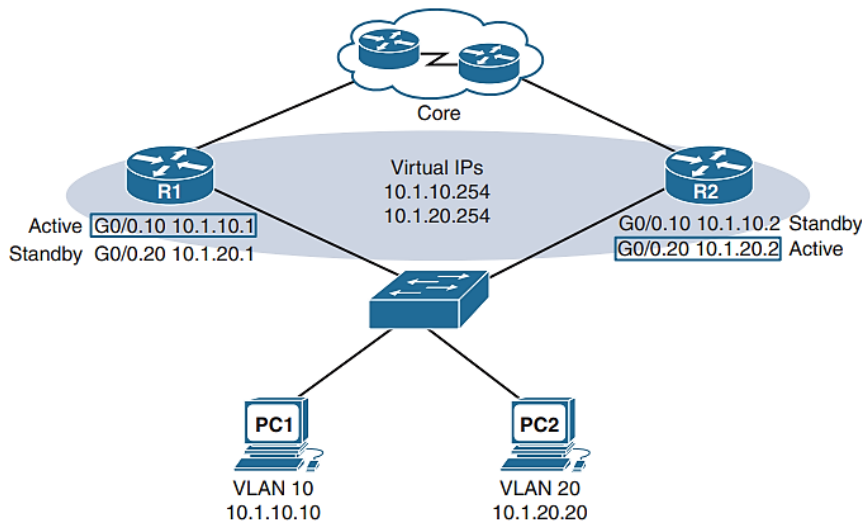 Core
Virtual IPs
10.1.10.254
10.1.20.254
R1
R2
Active G0/0.10 10.1.10.1
Standby G0/0.20 10.1.20.1
G0/0.10 10.1.10.2 Standby
G0/0.20 10.1.20.2 Active
PC1
PC2
VLAN 10
10.1.10.10
VLAN 20
10.1.20.20